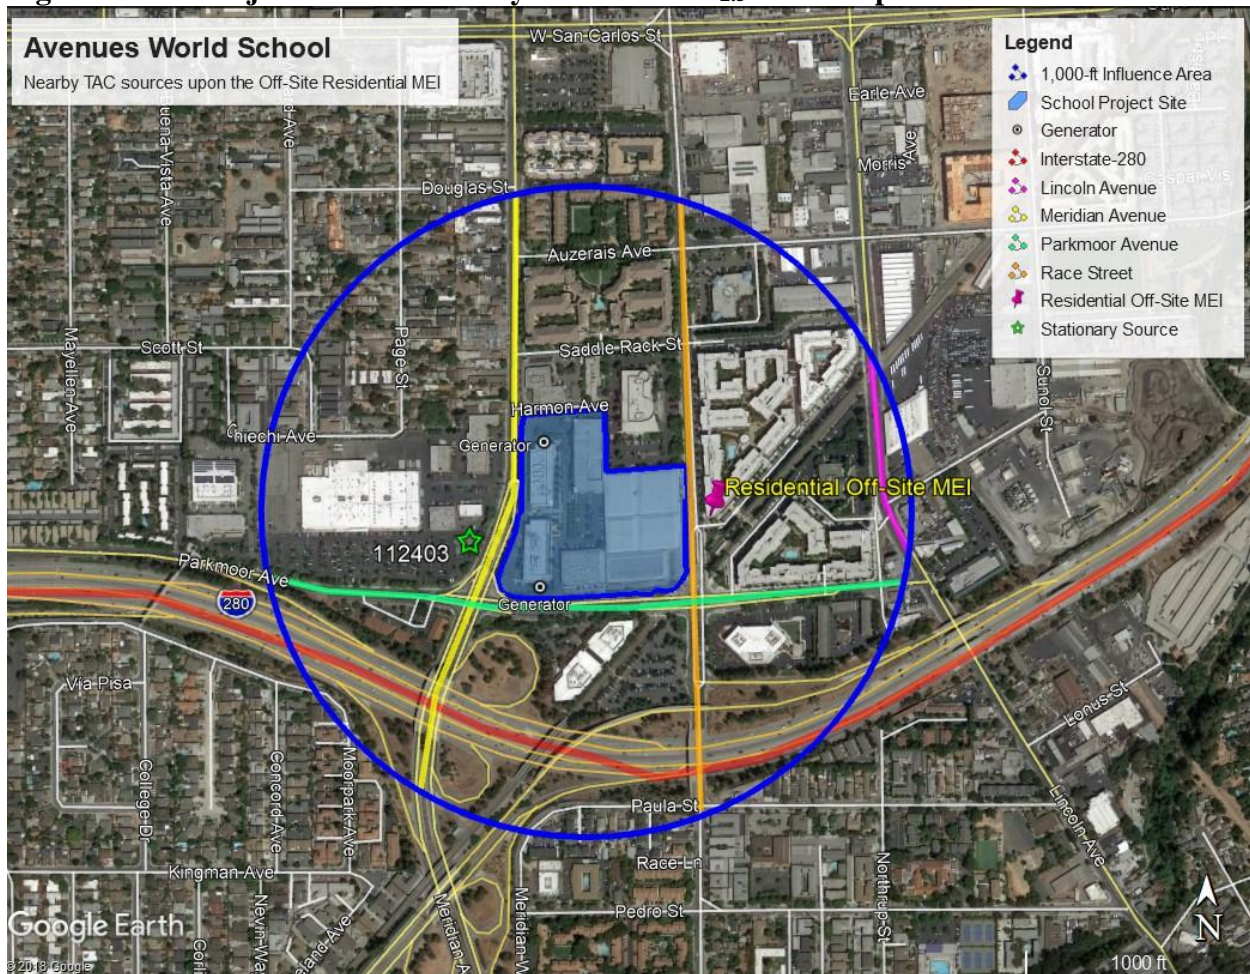 W San Carlos St
Avenues World School
Nearby TAC sources upon the Off-Site Residential MEI
Legend
1,000-ft Influence Area
School Project Site
Generator
Interstate-280
Lincoln Avenue
Meridian Avenue
Parkmoor Avenue
Race Street
Residential Off-Site MEI
Stationary Source
Earle Ave
Morris Ave
Buena Vista Ave
Douglas St
Auzerais Ave
Scott St
Page St
Saddle Rack St
Mayellen Ave
Sunol St
Harmon Ave
Chiechi Ave
Generator
Residential Off-Site MEI
112403
Parkmoor Ave
280
Generator
Via Pisa
Lonus St
College Dr
Concord Ave
Moorpark Ave
Paula St
Lincoln Ave
Race Ln
Kingman Ave
Northrup St
Pedro St
Meridian
Google Earth
N
© 2018 Google
1000 ft